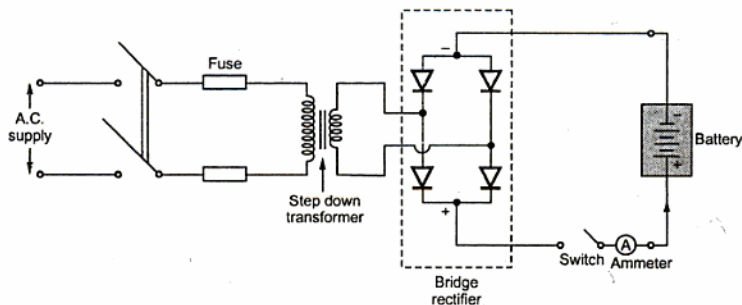 Fuse
A.C.
supply
Step down
transformer
−
+
Bridge
rectifier
-
+
Battery
Switch
A
Ammeter